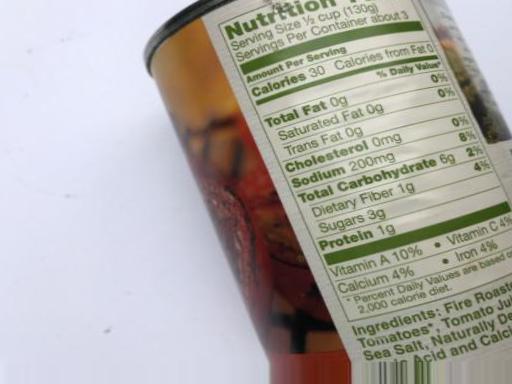 Nutrition
Serving Size ½ cup (130g)
Servings Per Container about 3
Amount Per Serving
Calories 30 Calories from Fat 0
% Daily Value*
Total Fat 0g 0%
Saturated Fat 0g 0%
Trans Fat 0g
Cholesterol 0mg 0%
Sodium 200mg 8%
Total Carbohydrate 6g 2%
Dietary Fiber 1g 4%
Sugars 3g
Protein 1g
Vitamin A 10% • Vitamin C 4%
Calcium 4% • Iron 4%
* Percent Daily Values are based on
2,000 calorie diet.
Ingredients: Fire Roaste
Tomatoes*, Tomato Jui
Sea Salt, Naturally De
Acid and Calci